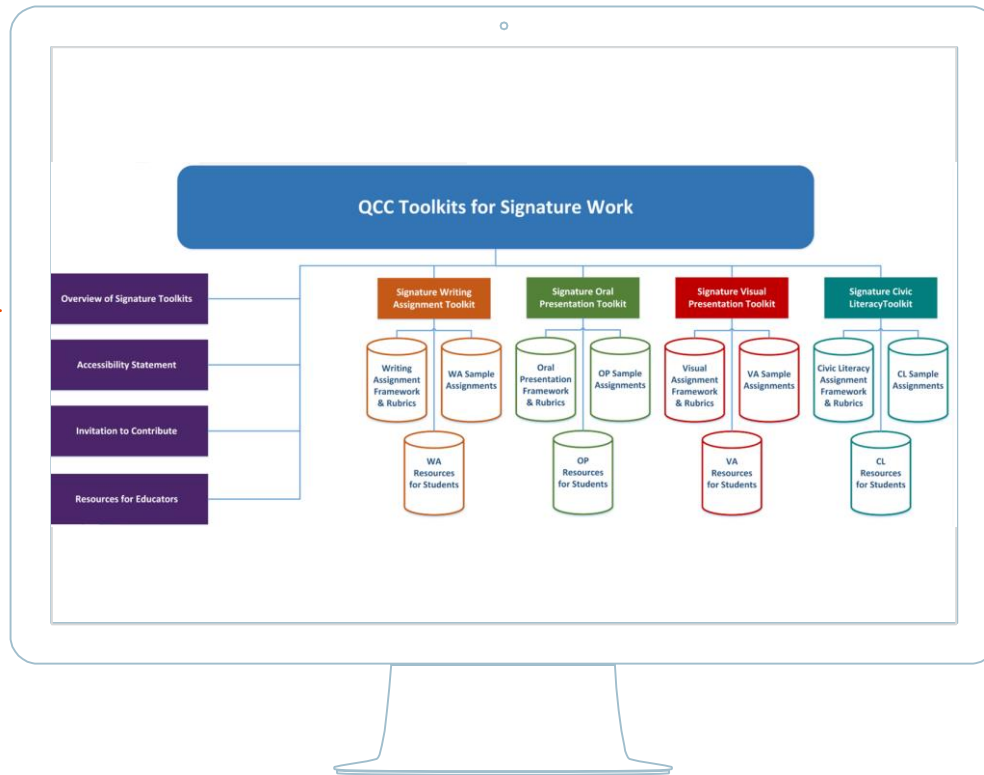 QCC Toolkits for Signature Work
Overview of Signature Toolkits
Accessibility Statement
Invitation to Contribute
Resources for Educators
Signature Writing
Assignment Toolkit
Writing
Assignment
Framework
& Rubrics
WA Sample
Assignments
WA
Resources
for Students
Signature Oral
Presentation Toolkit
Oral
Presentation
Framework
& Rubrics
OP Sample
Assignments
OP
Resources
for Students
Signature Visual
Presentation Toolkit
Visual
Assignment
Framework
& Rubrics
VA Sample
Assignments
VA
Resources
for Students
Signature Civic
LiteracyToolkit
Civic Literacy
Assignment
Framework
& Rubrics
CL Sample
Assignments
CL
Resources
for Students